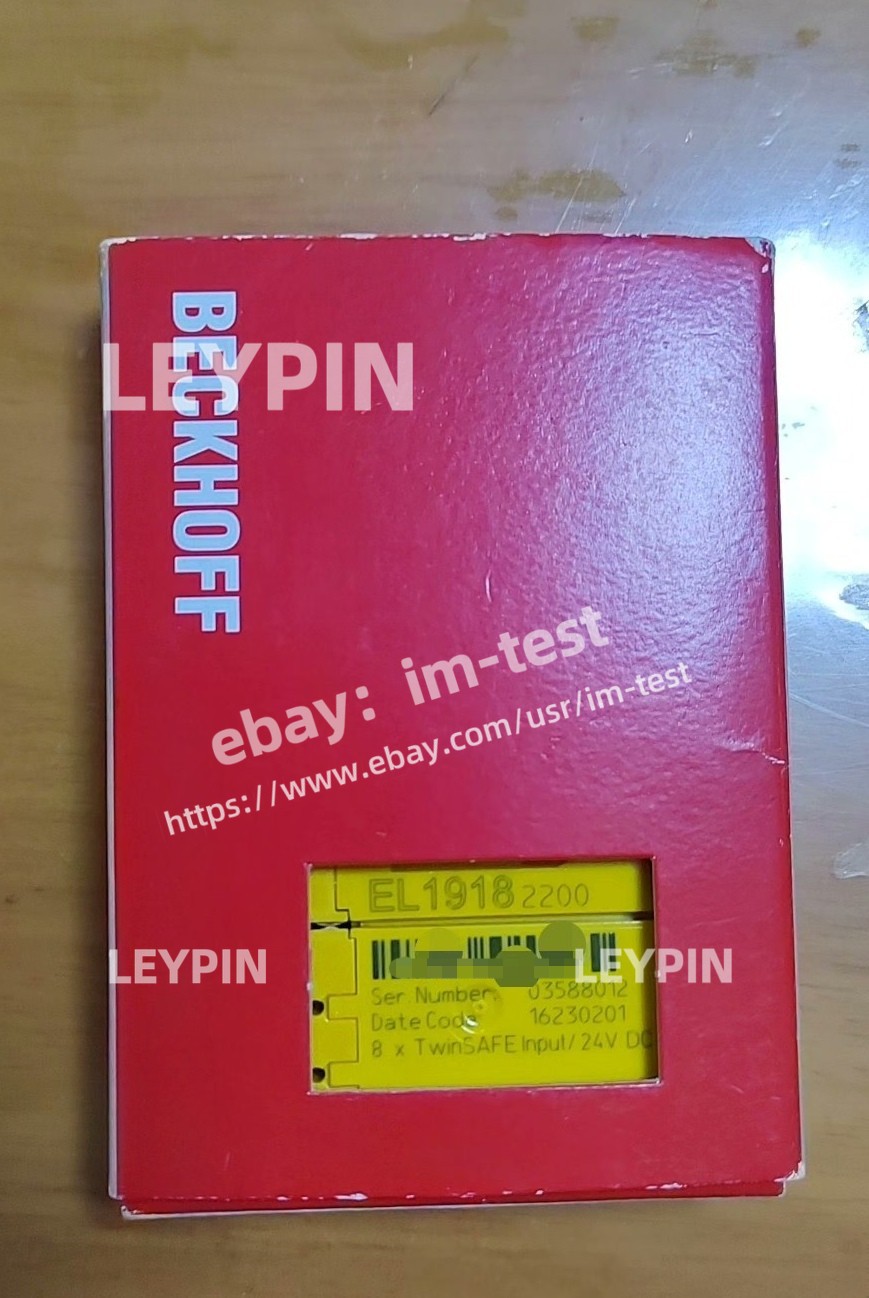 BECKHOFF
LEYPIN
ebay: im-test
https://www.ebay.com/usr/im-test
EL1918 2200
LEYPIN
LEYPIN
Ser. Number: 03588012
Date Code 16230201
8 x TwinSAFE Input/ 24V DC